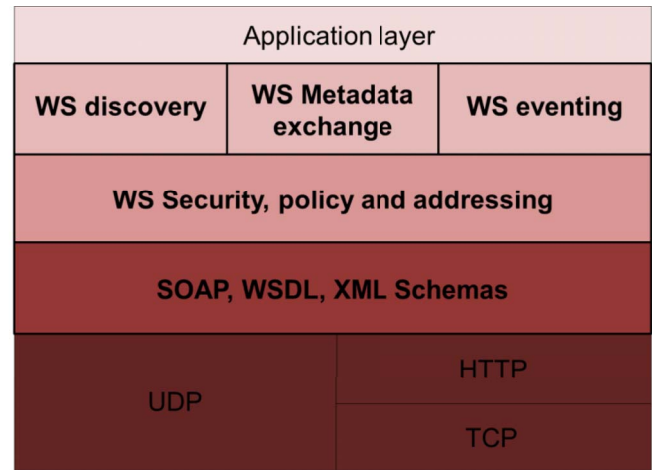 Application layer
WS discovery
WS Metadata
exchange
WS eventing
WS Security, policy and addressing
SOAP, WSDL, XML Schemas
UDP
HTTP
TCP